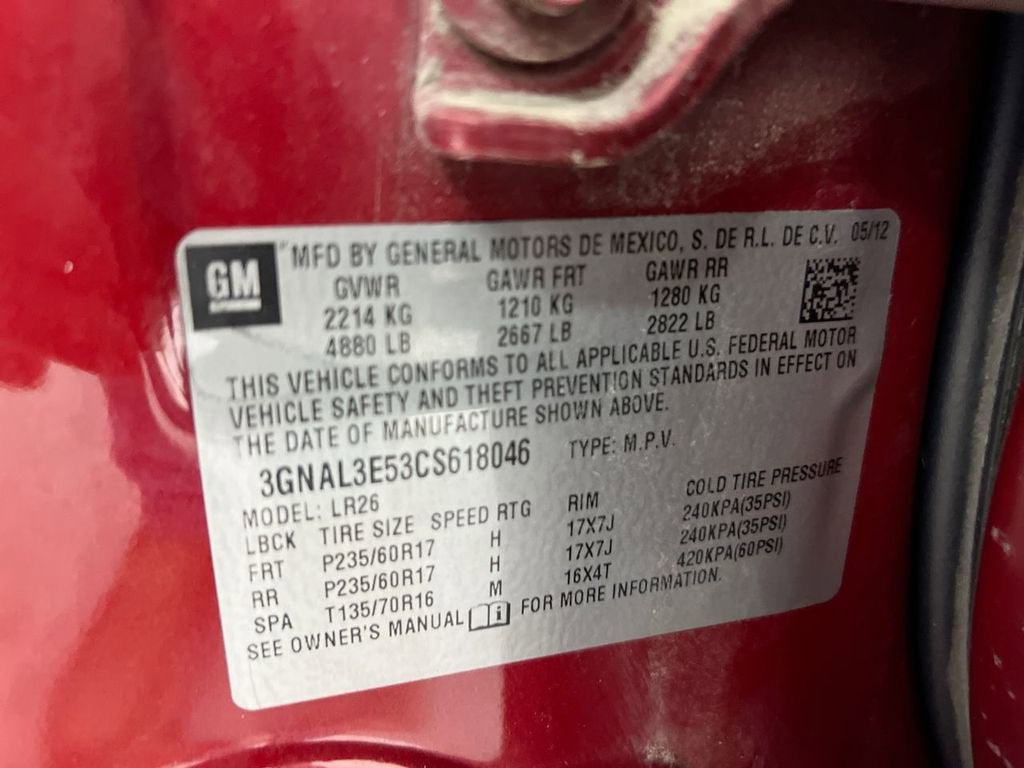 GM
MFD BY GENERAL MOTORS DE MEXICO, S. DE R.L. DE C.V. 05/12
GVWR GAWR FRT GAWR RR
2214 KG 1210 KG 1280 KG
4880 LB 2667 LB 2822 LB
THIS VEHICLE CONFORMS TO ALL APPLICABLE U.S. FEDERAL MOTOR
VEHICLE SAFETY AND THEFT PREVENTION STANDARDS IN EFFECT ON
THE DATE OF MANUFACTURE SHOWN ABOVE.
3GNAL3E53CS618046 TYPE: M.P.V.
MODEL: LR26
LBCK TIRE SIZE SPEED RTG RIM COLD TIRE PRESSURE
FRT P235/60R17 H 17X7J 240KPA(35PSI)
RR P235/60R17 H 17X7J 240KPA(35PSI)
SPA T135/70R16 M 16X4T 420KPA(60PSI)
SEE OWNER'S MANUAL i FOR MORE INFORMATION.